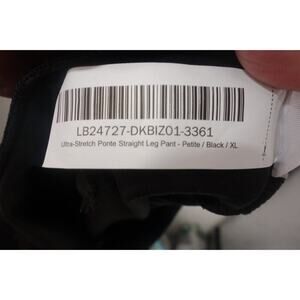 LB24727-DKBIZ01-3361
Ultra-Stretch Ponte Straight Leg Pant - Petite / Black / XL